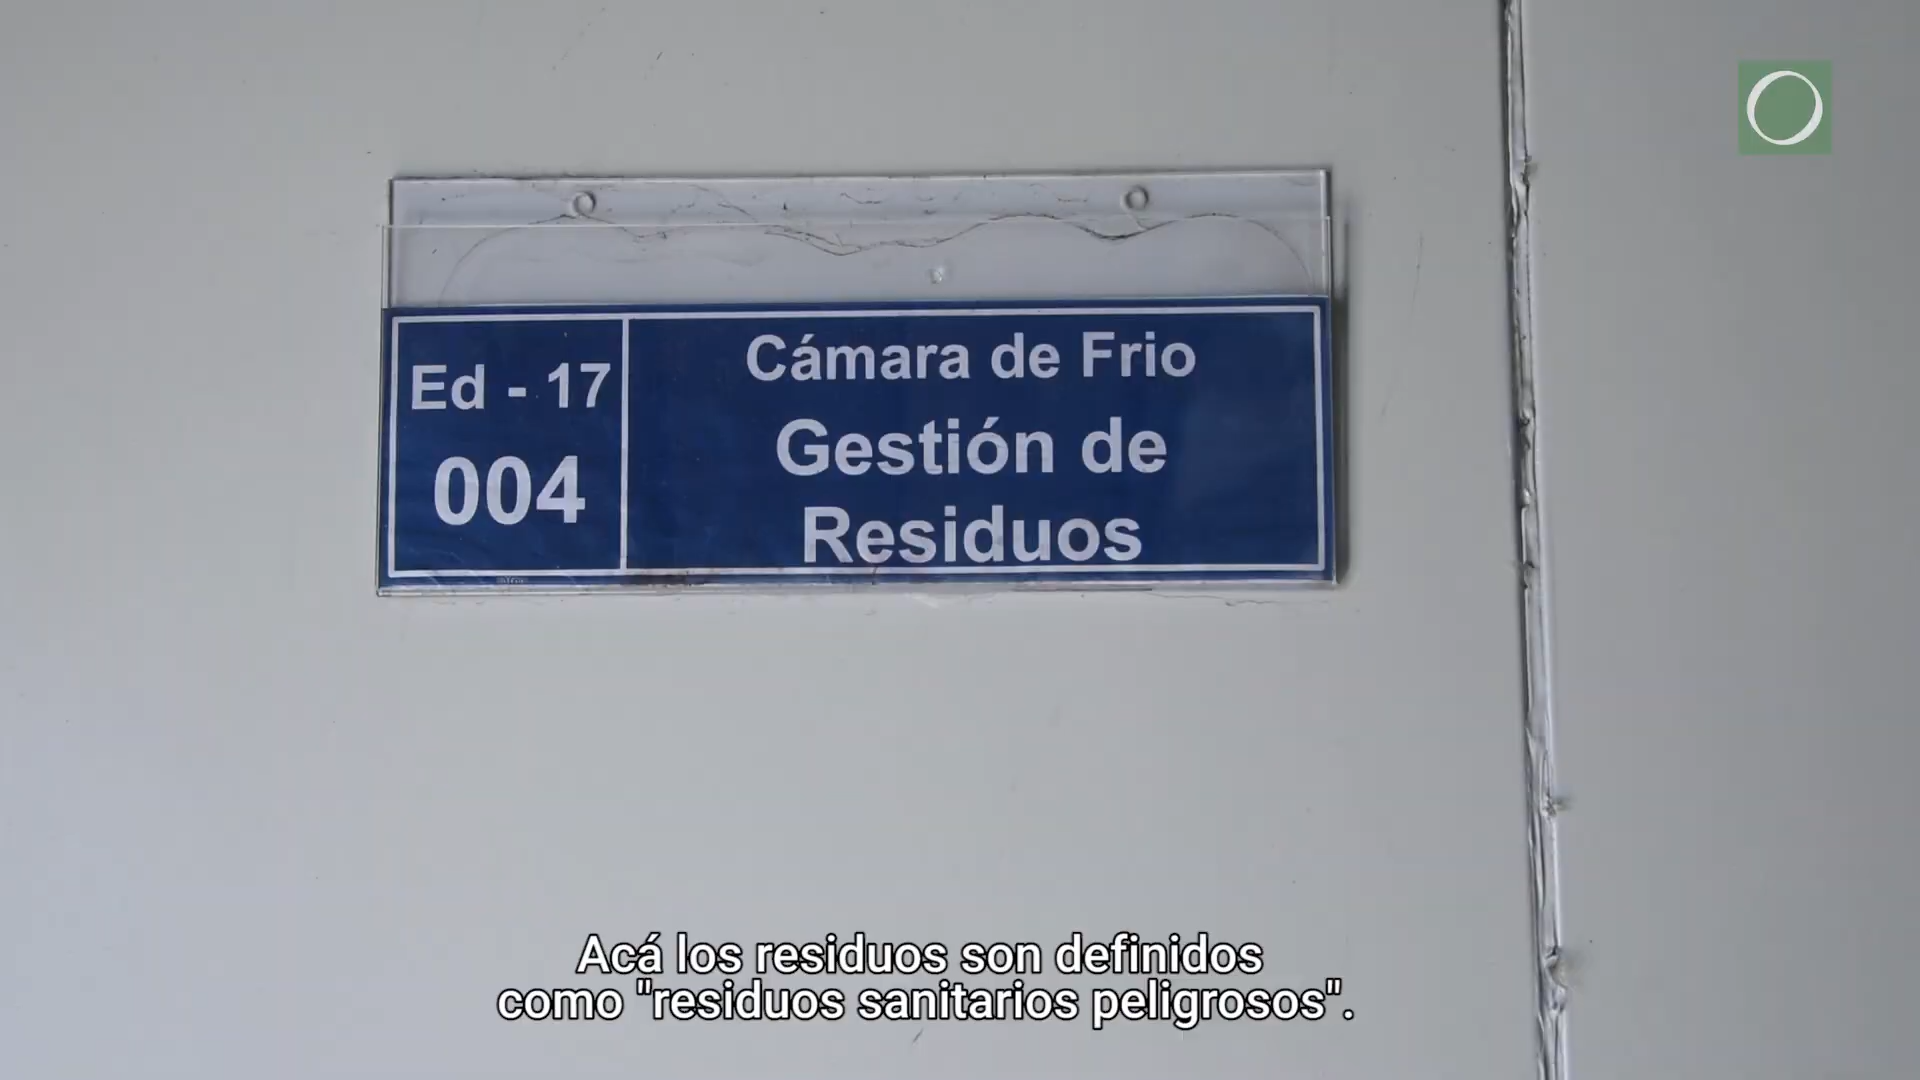 Ed - 17
004
Cámara de Frio
Gestión de
Residuos
Acá los residuos son definidos
como "residuos sanitarios peligrosos".